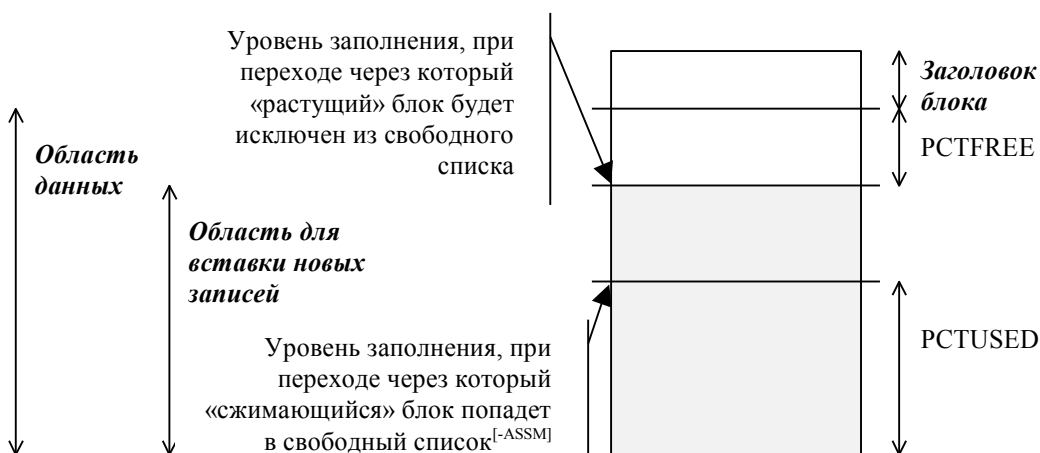 Уровень заполнения, при
переходе через который
«растущий» блок будет
исключен из свободного
списка
Заголовок
блока
PCTFREE
Область
данных
Область для
вставки новых
записей
Уровень заполнения, при
переходе через который
«сжимающийся» блок попадет
в свободный список[-ASSM]
PCTUSED